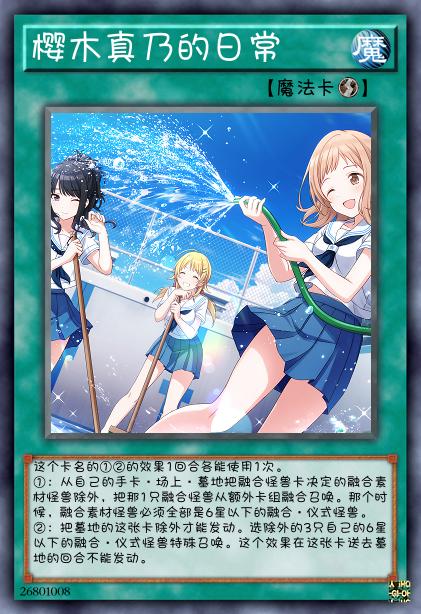 樱木真乃的日常
魔
【魔法卡】
这个卡名的①②的效果1回合各能使用1次。
①：从自己的手卡·场上·墓地把融合怪兽卡决定的融合素
材怪兽除外，把那1只融合怪兽从额外卡组融合召唤。那个时
候，融合素材怪兽必须全部是6星以下的融合·仪式怪兽。
②：把墓地的这张卡除外才能发动。选除外的3只自己的6星
以下的融合·仪式怪兽特殊召唤。这个效果在这张卡送去墓
地的回合不能发动。
26801008